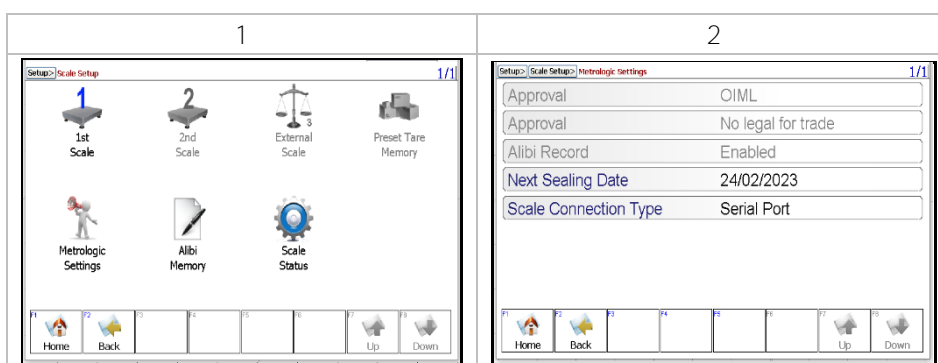 1
2
Setup> Scale Setup 1/1
1 2 3
1st 2nd External Preset Tare
Scale Scale Scale Memory
Metrologic Alibi Scale
Settings Memory Status
F1 F2 F3 F4 F5 F6 F7 F8
Home Back Up Down
Setup> Scale Setup> Metrologic Settings 1/1
Approval OIML
Approval No legal for trade
Alibi Record Enabled
Next Sealing Date 24/02/2023
Scale Connection Type Serial Port
F1 F2 F3 F4 F5 F6 F7 F8
Home Back Up Down